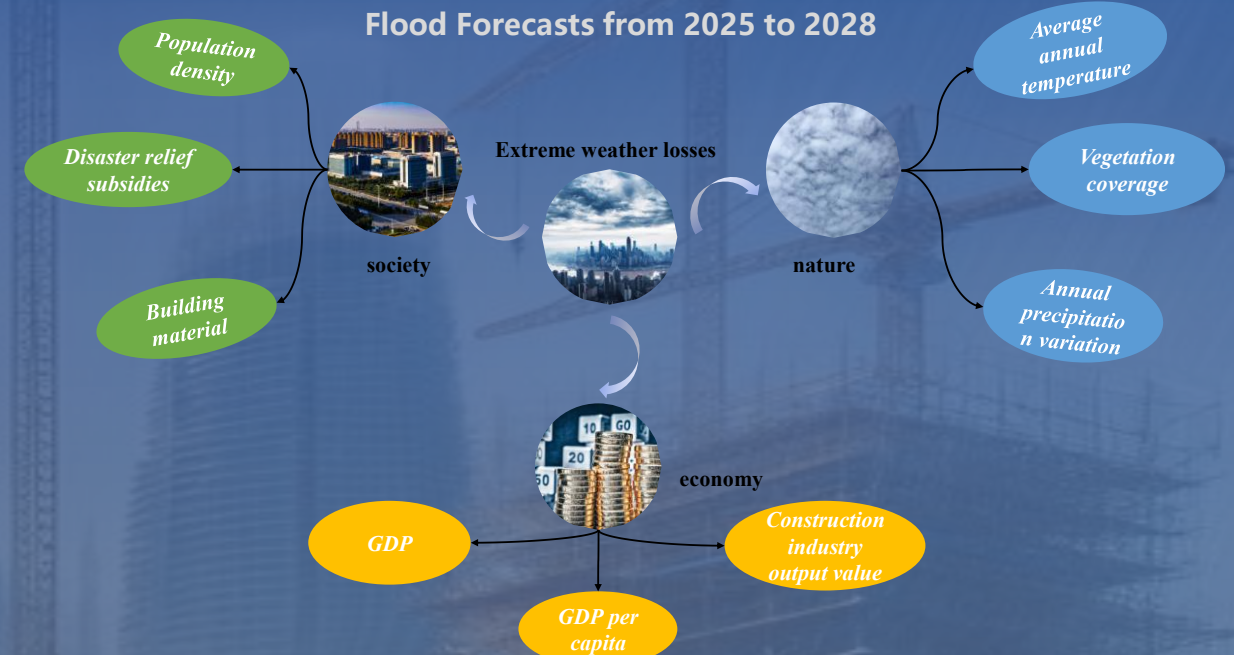 Flood Forecasts from 2025 to 2028
Population
density
Disaster relief
subsidies
Building
material
society
Extreme weather losses
nature
Average
annual
temperature
Vegetation
coverage
Annual
precipitatio
n variation
10 GO
20
50
economy
GDP
GDP per
capita
Construction
industry
output value